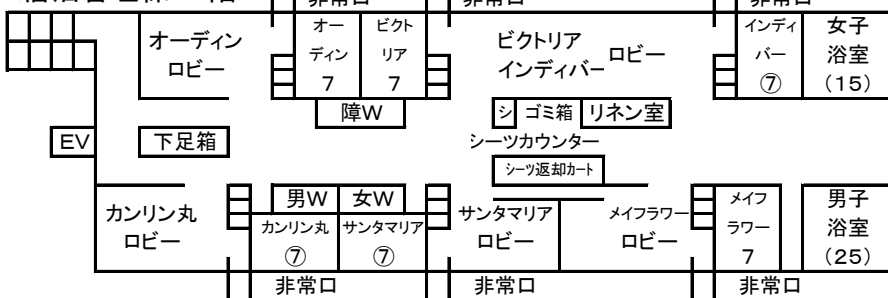 非常口
非常口
非常口
オーディン
ロビー
オー
ディン
7
ビクト
リア
7
ビクトリア
インディバー
ロビー
インディ
バー
⑦
女子
浴室
(15)
障W
シ
ゴミ箱
リネン室
EV
下足箱
シーツカウンター
シーツ返却カート
カンリン丸
ロビー
男W
女W
カンリン丸
⑦
サンタマリア
⑦
サンタマリア
ロビー
メイフラワー
ロビー
メイフ
ラワー
7
男子
浴室
(25)
非常口
非常口
非常口